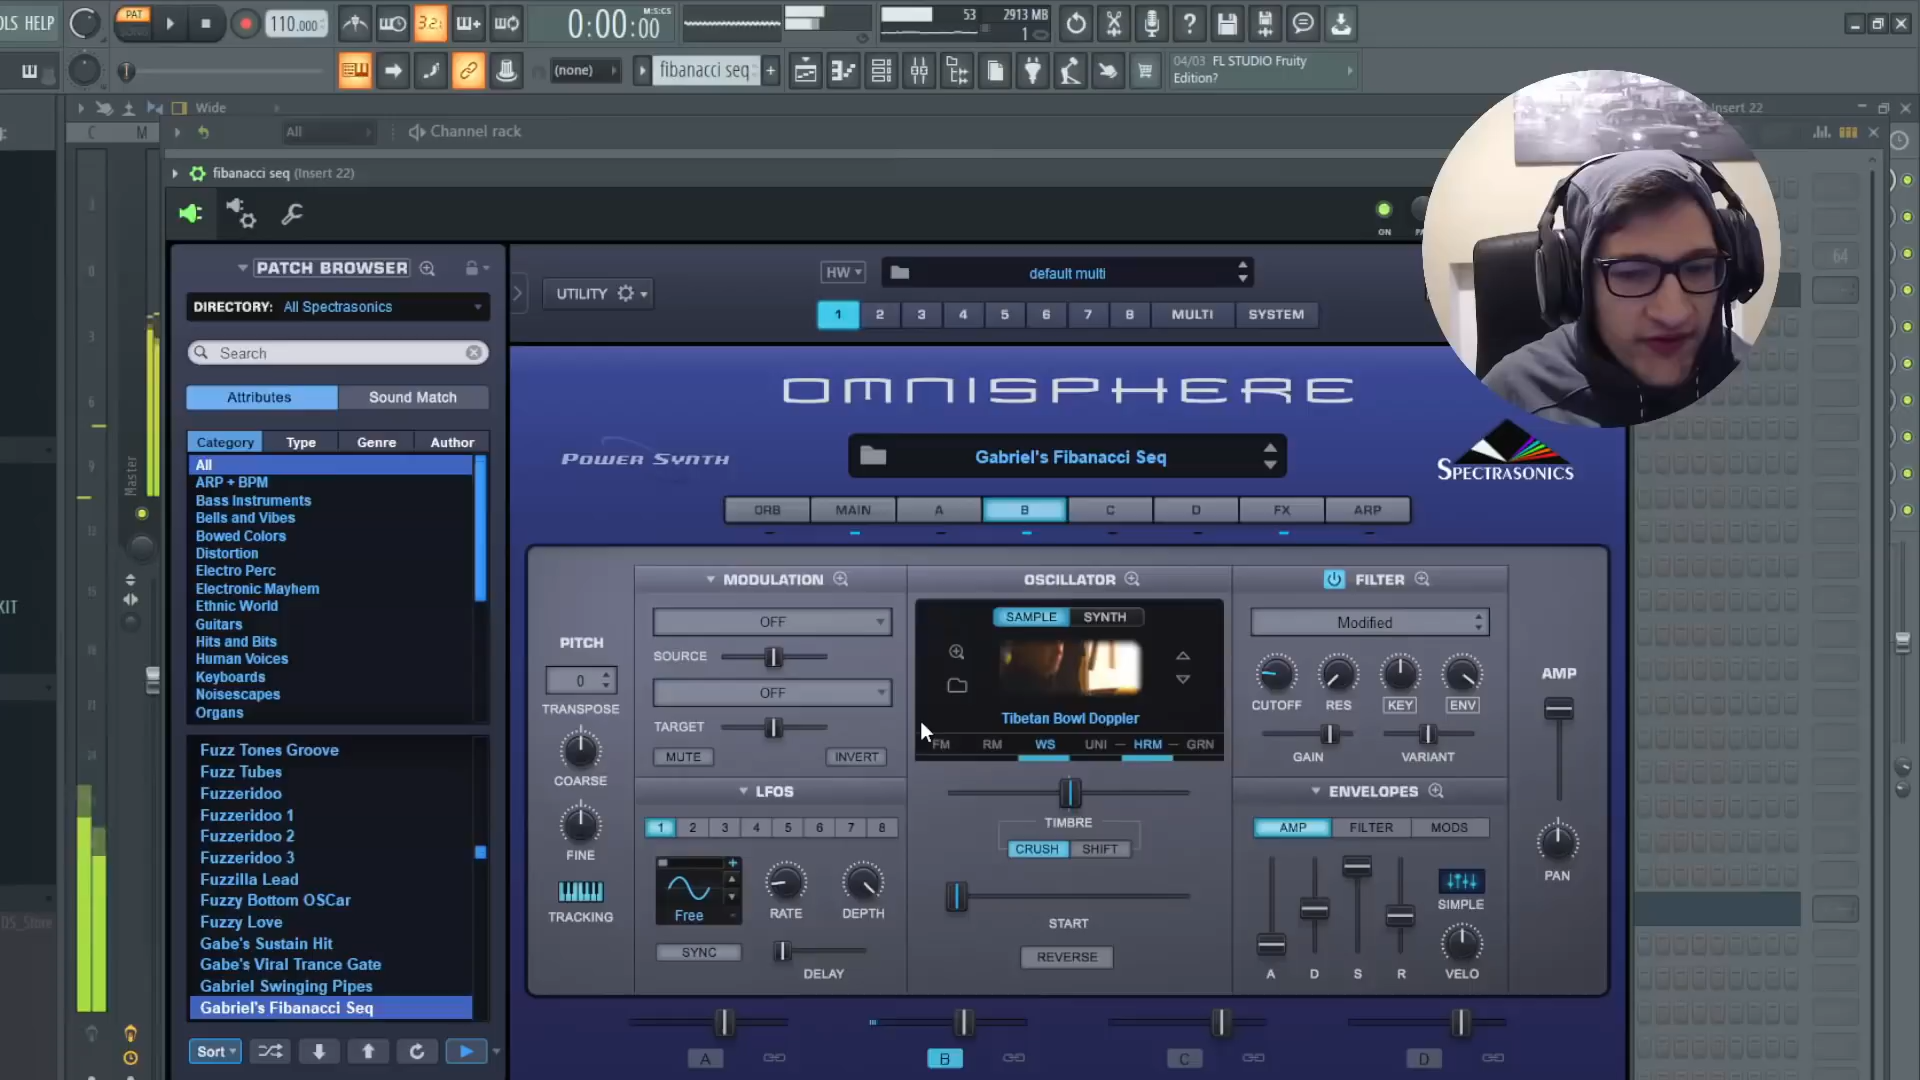 OLS HELP
PAT
SONG
110.000
3.2.
0:00:00
M:S:CS
53
2913 MB
1
(none)
fibanacci seq
04/03 FL STUDIO Fruity
Edition?
Wide
Insert 22
C M
All
Channel rack
fibanacci seq (Insert 22)
ON
64
PATCH BROWSER
DIRECTORY: All Spectrasonics
Search
Attributes
Sound Match
Category
Type
Genre
Author
All
ARP + BPM
Bass Instruments
Bells and Vibes
Bowed Colors
Distortion
Electro Perc
Electronic Mayhem
Ethnic World
Guitars
Hits and Bits
Human Voices
Keyboards
Noisescapes
Organs
Fuzz Tones Groove
Fuzz Tubes
Fuzzeridoo
Fuzzeridoo 1
Fuzzeridoo 2
Fuzzeridoo 3
Fuzzilla Lead
Fuzzy Bottom OSCar
Fuzzy Love
Gabe's Sustain Hit
Gabe's Viral Trance Gate
Gabriel Swinging Pipes
Gabriel's Fibanacci Seq
Sort
Master
KIT
DS_Store
UTILITY
HW
default multi
1 2 3 4 5 6 7 8 MULTI SYSTEM
OMNISPHERE
POWER SYNTH
Gabriel's Fibanacci Seq
SPECTRASONICS
ORB MAIN A B C D FX ARP
PITCH
0
TRANSPOSE
COARSE
FINE
TRACKING
MODULATION
OFF
SOURCE
OFF
TARGET
MUTE
INVERT
LFOS
1 2 3 4 5 6 7 8
Free
RATE
DEPTH
SYNC
DELAY
OSCILLATOR
SAMPLE
SYNTH
Tibetan Bowl Doppler
FM RM WS UNI HRM GRN
TIMBRE
CRUSH
SHIFT
START
REVERSE
FILTER
Modified
CUTOFF
RES
KEY
ENV
GAIN
VARIANT
ENVELOPES
AMP
FILTER
MODS
SIMPLE
A D S R
VELO
AMP
PAN
A
B
C
D